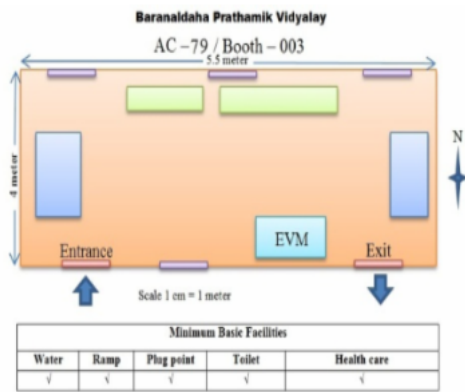 Baranaldaha Prathamik Vidyalay
AC –79 / Booth – 003
5.5 meter
4 meter
N
Entrance
EVM
Exit
Scale 1 cm = 1 meter
Minimum Basic Facilities
Water Ramp Plug point Toilet Health care
√ √ √ √ √